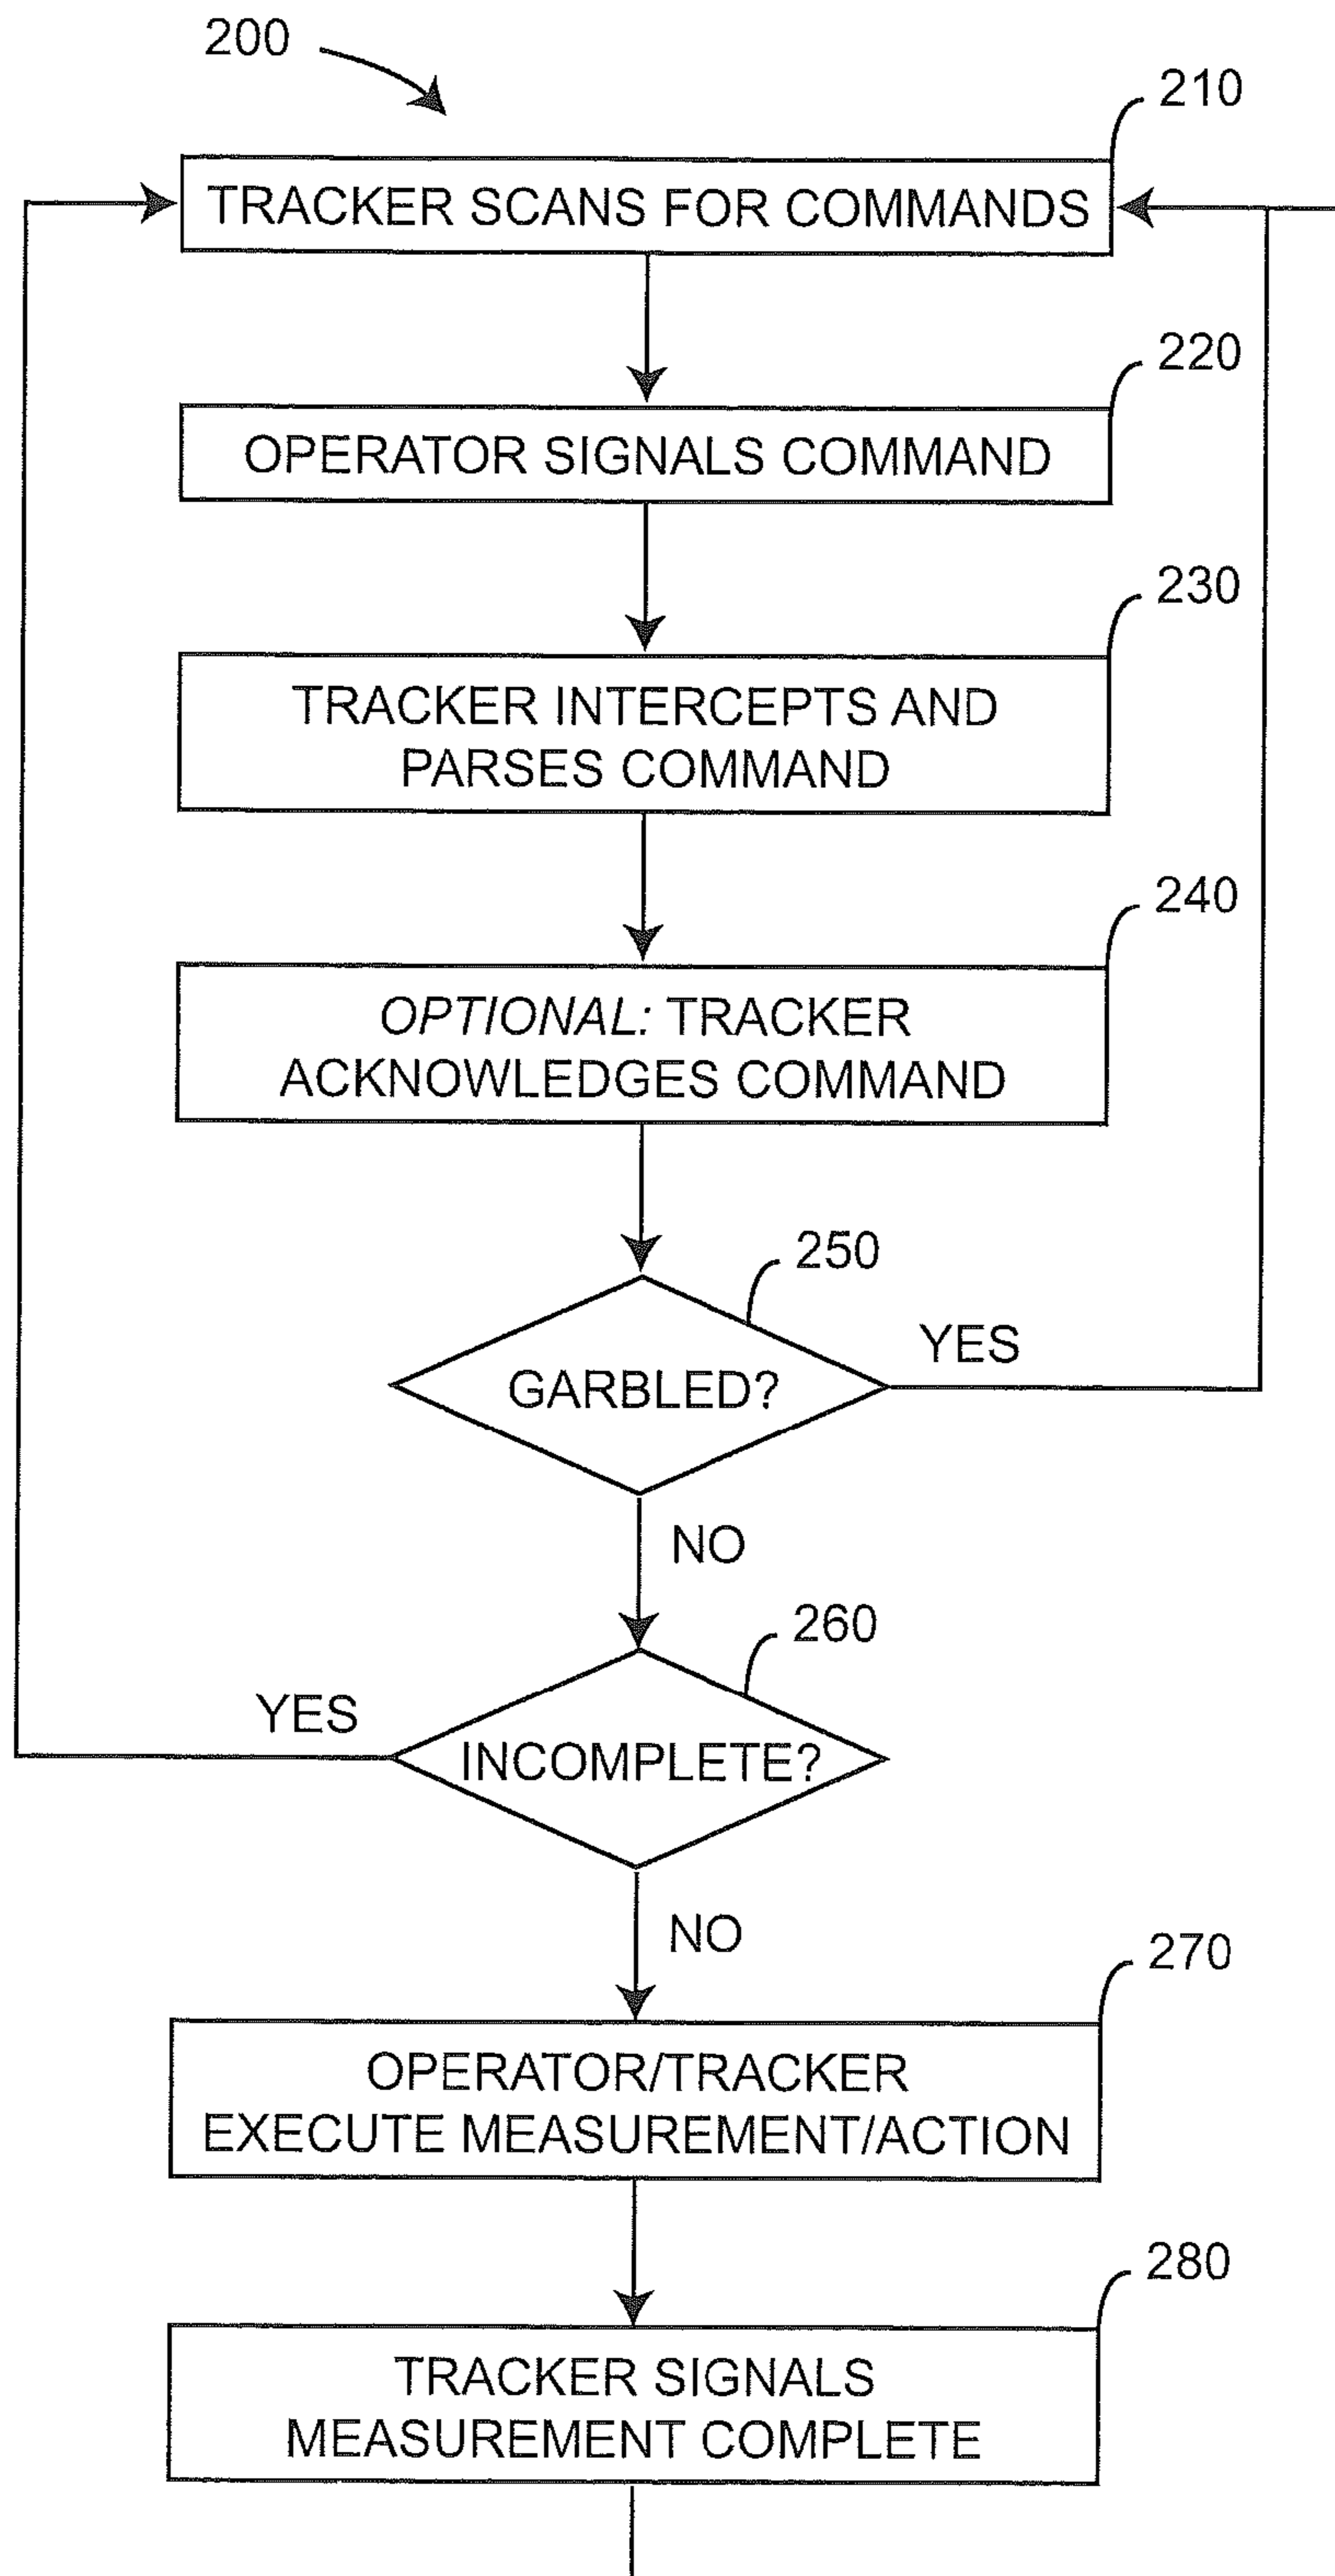 200
210
TRACKER SCANS FOR COMMANDS
220
OPERATOR SIGNALS COMMAND
230
TRACKER INTERCEPTS AND
PARSES COMMAND
240
OPTIONAL: TRACKER
ACKNOWLEDGES COMMAND
250
GARBLED?
YES
NO
260
YES
INCOMPLETE?
NO
270
OPERATOR/TRACKER
EXECUTE MEASUREMENT/ACTION
280
TRACKER SIGNALS
MEASUREMENT COMPLETE